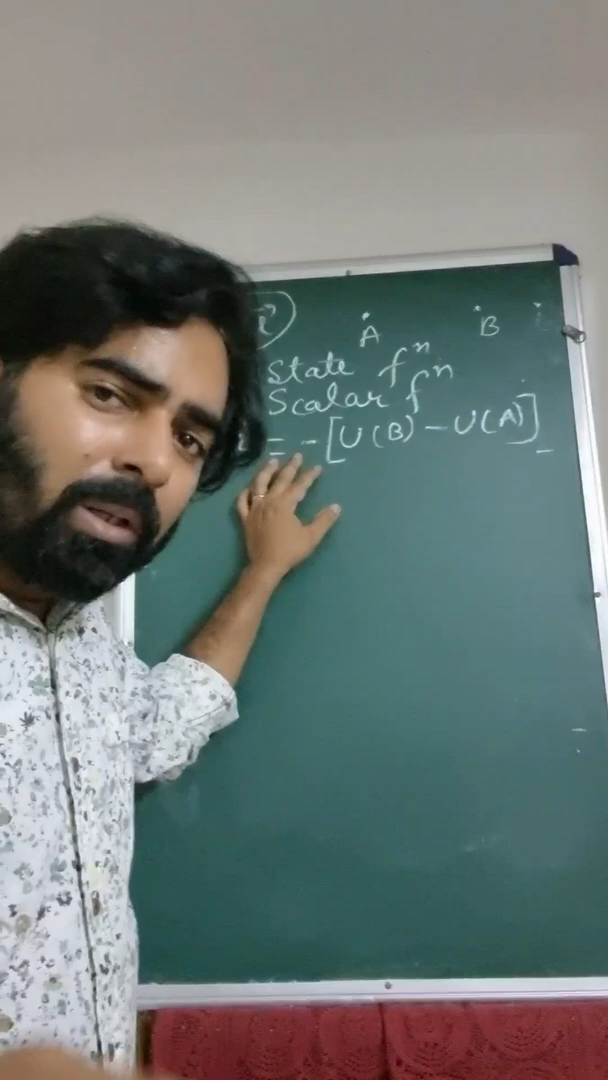 A B
State fⁿ
Scalar fⁿ
= - [U(B) - U(A)]